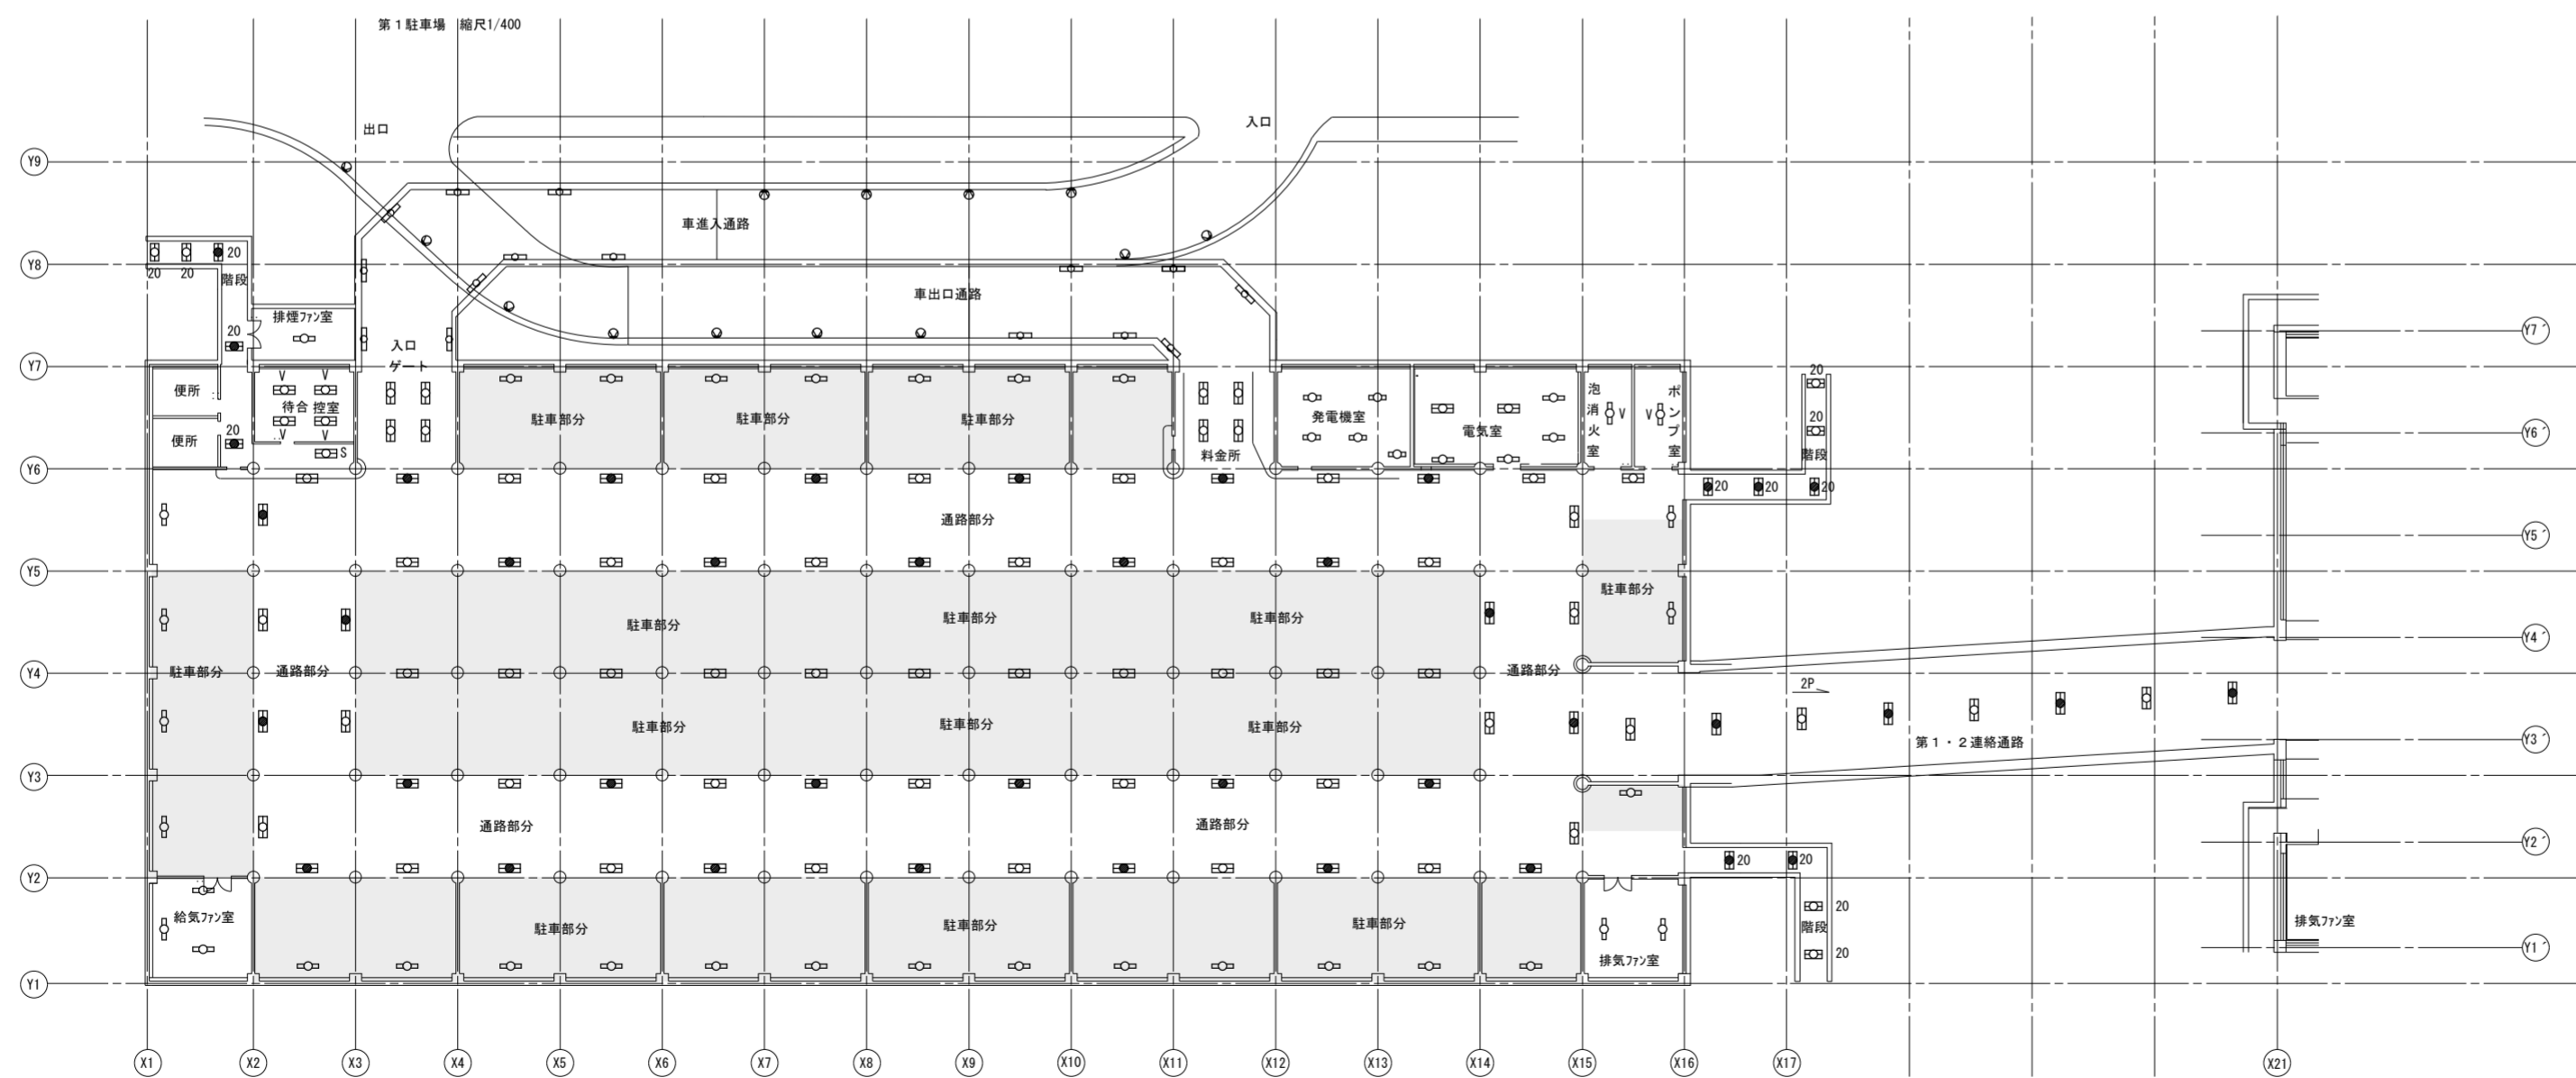 第１駐車場　縮尺1/400
出口
入口
Y9
車進入通路
20
20 20
Y8
階段
車出口通路
排煙ファン室
20
Y7´
入口
ゲート
Y7
V V
20
便所
待合 控室
駐車部分
駐車部分
駐車部分
発電機室
電気室
泡消火室
V
V
ポンプ室
20
便所
20
V V
S
料金所
階段
Y6´
Y6
20
20
20
通路部分
Y5´
Y5
駐車部分
駐車部分
駐車部分
駐車部分
Y4´
駐車部分
通路部分
通路部分
Y4
2P
駐車部分
駐車部分
駐車部分
第１・２連絡通路
Y3´
Y3
通路部分
通路部分
Y2´
20
20
Y2
20
給気ファン室
駐車部分
駐車部分
駐車部分
階段
排気ファン室
20
排気ファン室
Y1´
Y1
X1 X2 X3 X4 X5 X6 X7 X8 X9 X10 X11 X12 X13 X14 X15 X16 X17 X21